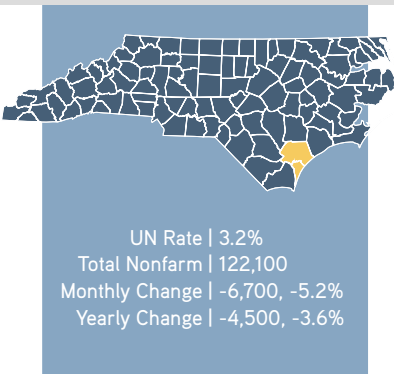 UN Rate | 3.2%
Total Nonfarm | 122,100
Monthly Change | -6,700, -5.2%
Yearly Change | -4,500, -3.6%